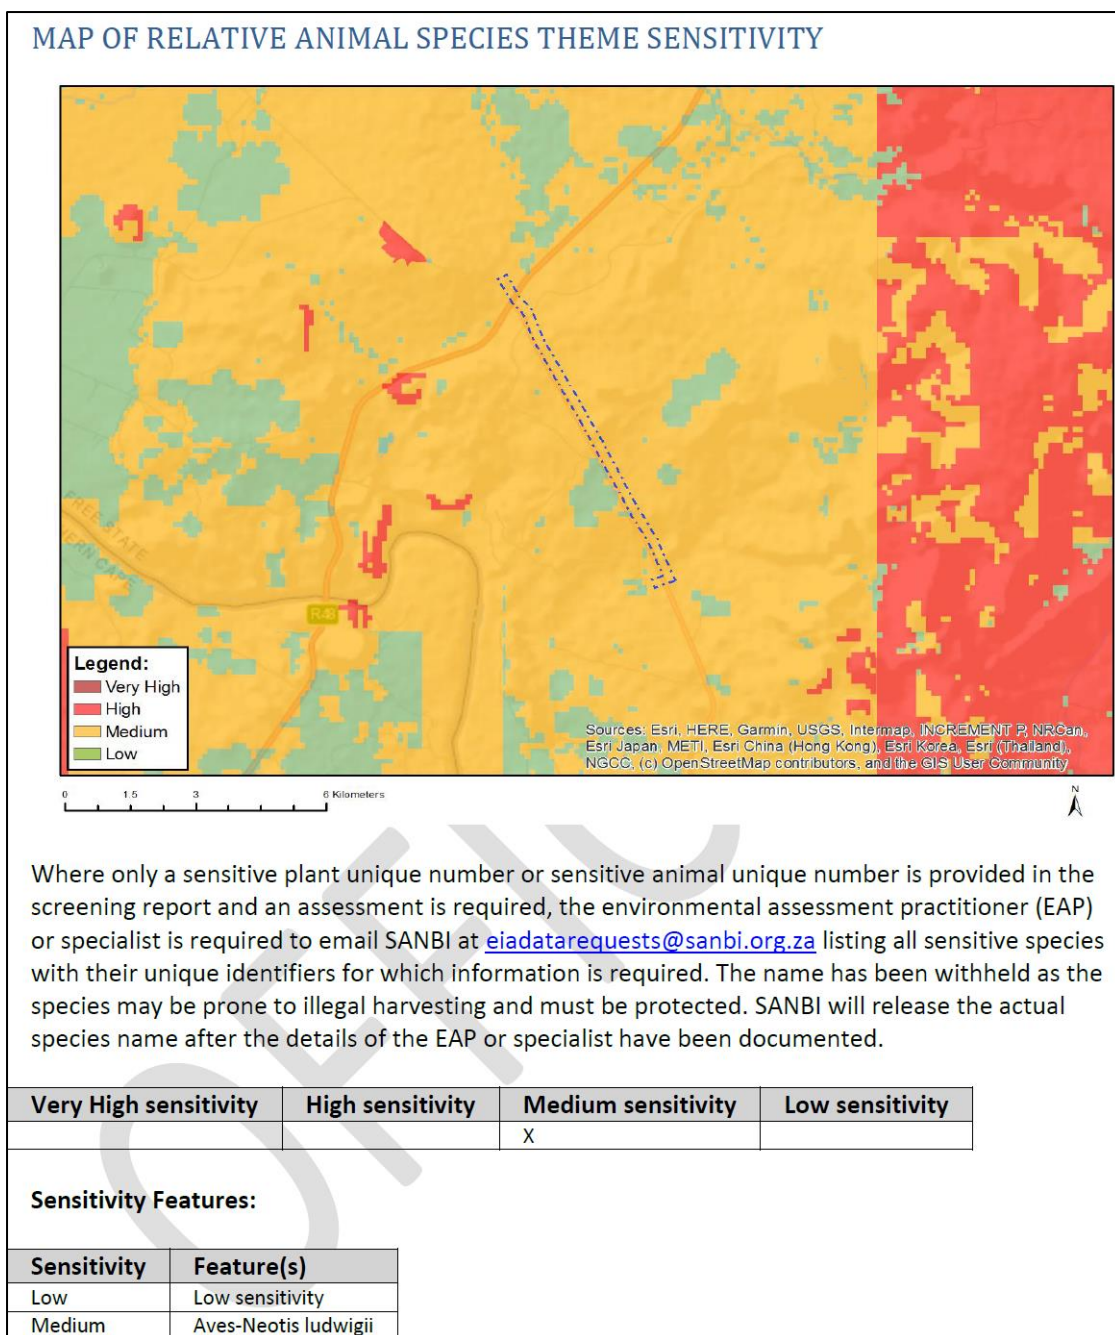 MAP OF RELATIVE ANIMAL SPECIES THEME SENSITIVITY
FREE STATE
ERN CAPE
R48
Legend:
Very High
High
Medium
Low
Sources: Esri, HERE, Garmin, USGS, Intermap, INCREMENT P, NRCan,
Esri Japan, METI, Esri China (Hong Kong), Esri Korea, Esri (Thailand),
NGCC, (c) OpenStreetMap contributors, and the GIS User Community
0 1.5 3 6 Kilometers
N
Where only a sensitive plant unique number or sensitive animal unique number is provided in the
screening report and an assessment is required, the environmental assessment practitioner (EAP)
or specialist is required to email SANBI at eiadatarequests@sanbi.org.za listing all sensitive species
with their unique identifiers for which information is required. The name has been withheld as the
species may be prone to illegal harvesting and must be protected. SANBI will release the actual
species name after the details of the EAP or specialist have been documented.
Very High sensitivity High sensitivity Medium sensitivity Low sensitivity
X
Sensitivity Features:
Sensitivity Feature(s)
Low Low sensitivity
Medium Aves-Neotis ludwigii
OFFIC